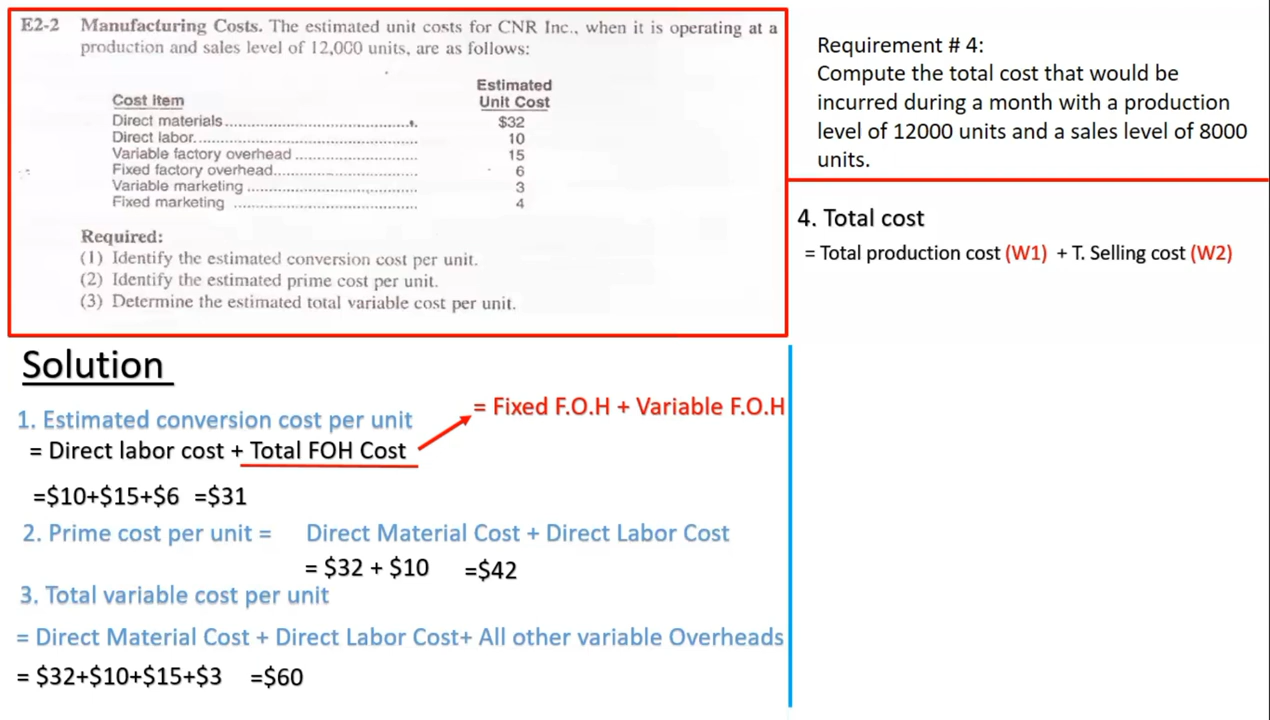 E2-2 Manufacturing Costs. The estimated unit costs for CNR Inc., when it is operating at a
production and sales level of 12,000 units, are as follows:
Estimated
Cost Item Unit Cost
Direct materials $32
Direct labor 10
Variable factory overhead 15
Fixed factory overhead 6
Variable marketing 3
Fixed marketing 4
Required:
(1) Identify the estimated conversion cost per unit.
(2) Identify the estimated prime cost per unit.
(3) Determine the estimated total variable cost per unit.
Requirement # 4:
Compute the total cost that would be
incurred during a month with a production
level of 12000 units and a sales level of 8000
units.
4. Total cost
= Total production cost (W1) + T. Selling cost (W2)
Solution
1. Estimated conversion cost per unit
= Fixed F.O.H + Variable F.O.H
= Direct labor cost + Total FOH Cost
=$10+$15+$6 =$31
2. Prime cost per unit = Direct Material Cost + Direct Labor Cost
= $32 + $10 =$42
3. Total variable cost per unit
= Direct Material Cost + Direct Labor Cost+ All other variable Overheads
= $32+$10+$15+$3 =$60